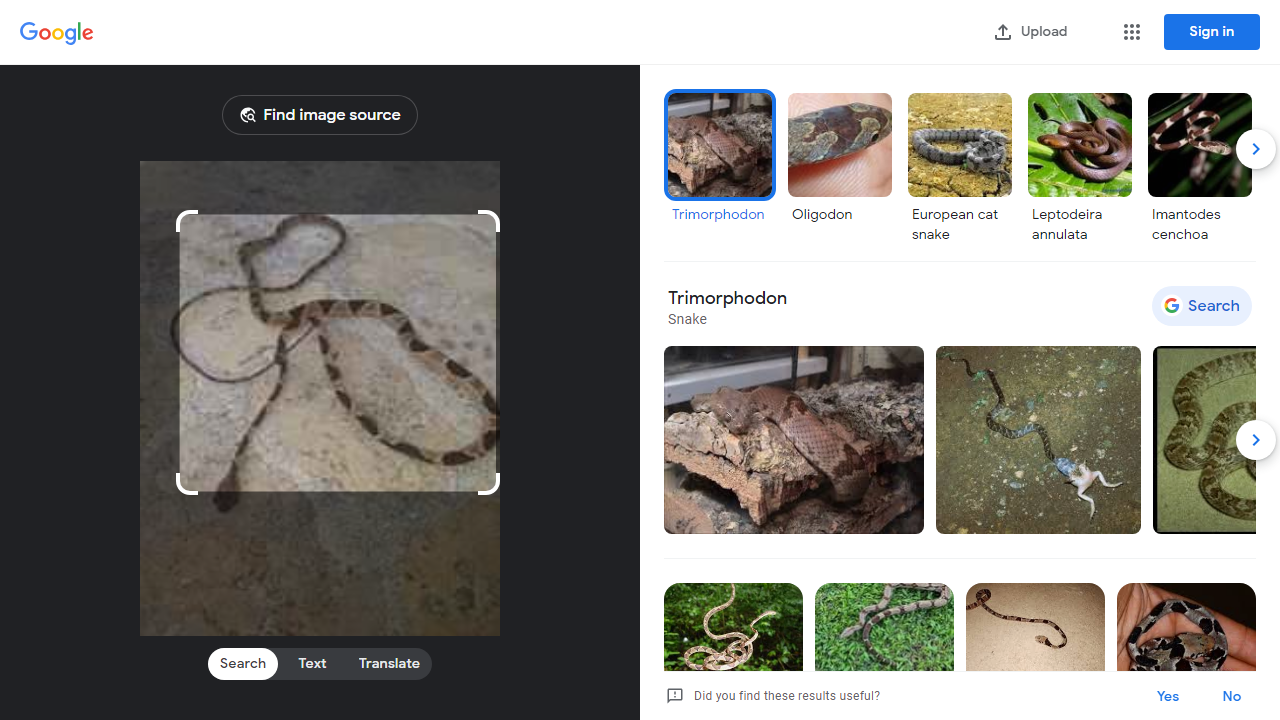 Google
Upload
Sign in
Find image source
Trimorphodon
Oligodon
European cat
snake
Leptodeira
annulata
Imantodes
cenchoa
Trimorphodon
Snake
Search
Search
Text
Translate
Did you find these results useful?
Yes
No